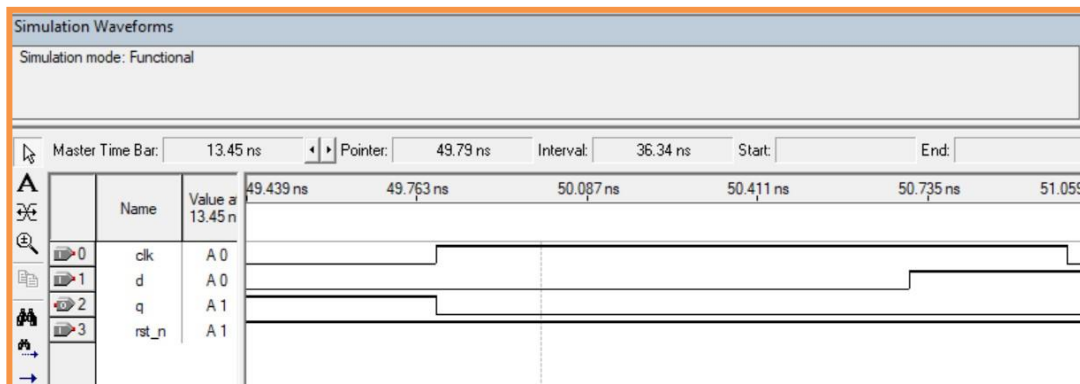 Simulation Waveforms
Simulation mode: Functional
Master Time Bar: 13.45 ns Pointer: 49.79 ns Interval: 36.34 ns Start: End:
A
Name Value a 13.45 n 49.439 ns 49.763 ns 50.087 ns 50.411 ns 50.735 ns 51.059
0 clk A 0
1 d A 0
2 q A 1
3 rst_n A 1